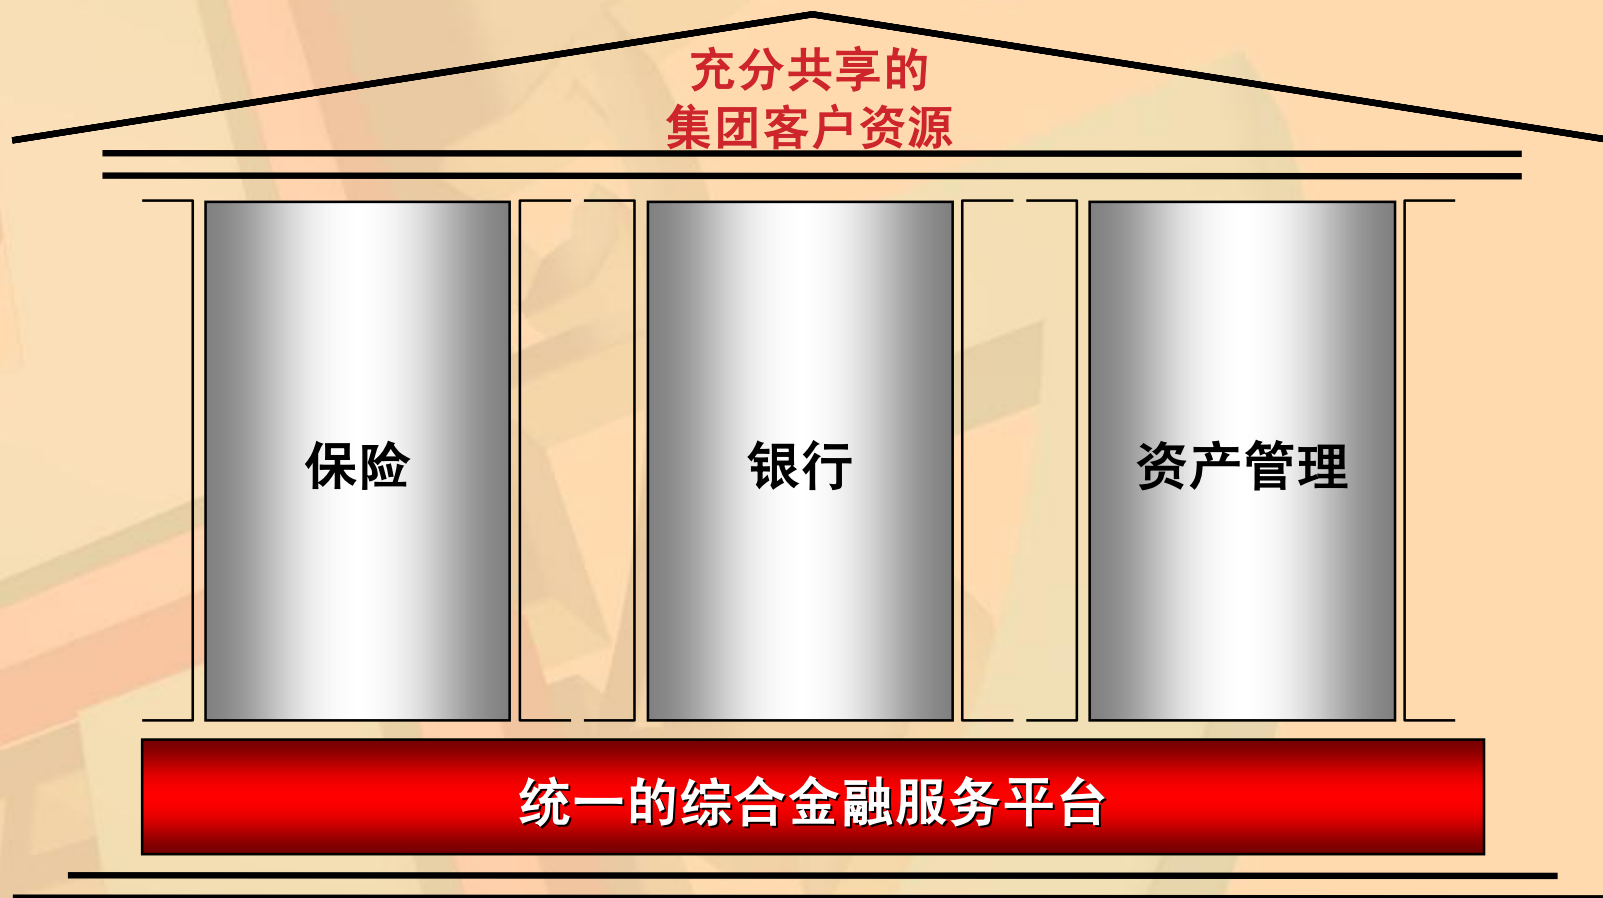 充分共享的
集团客户资源
保险
银行
资产管理
统一的综合金融服务平台